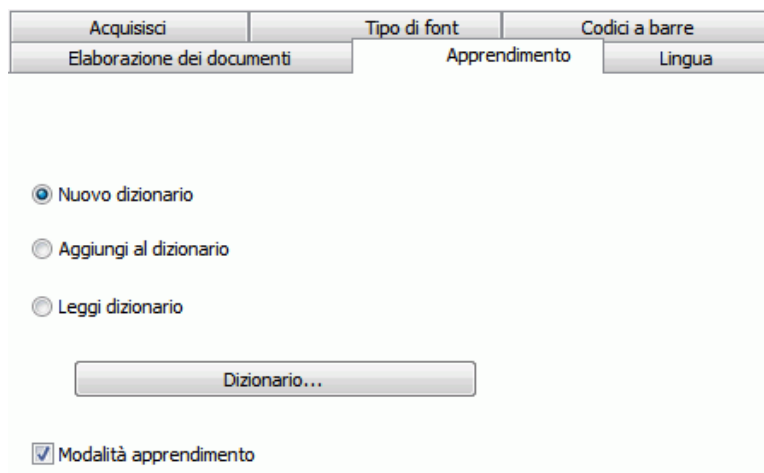 Acquisisci Tipo di font Codici a barre
Elaborazione dei documenti Apprendimento Lingua
Nuovo dizionario
Aggiungi al dizionario
Leggi dizionario
Dizionario...
Modalità apprendimento